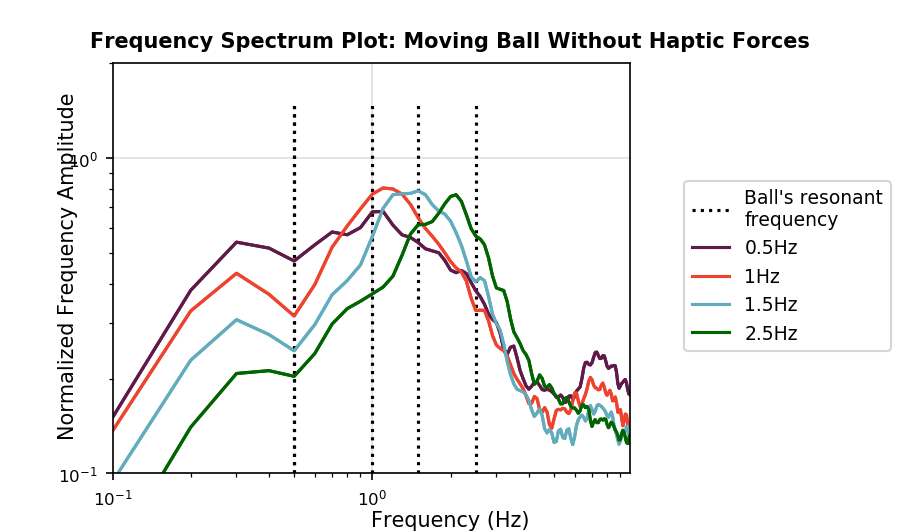 Frequency Spectrum Plot: Moving Ball Without Haptic Forces
Normalized Frequency Amplitude
10⁰
10⁻¹
10⁻¹
10⁰
Frequency (Hz)
Ball's resonant
frequency
0.5Hz
1Hz
1.5Hz
2.5Hz